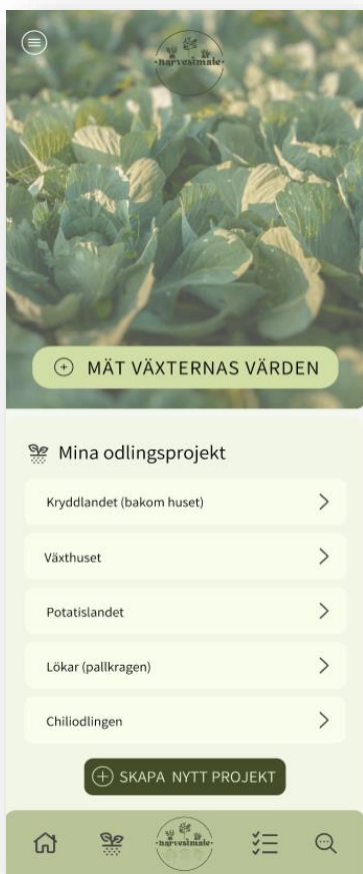 ·harvestmate·
MÄT VÄXTERNAS VÄRDEN
Mina odlingsprojekt
Kryddlandet (bakom huset)
Växthuset
Potatislandet
Lökar (pallkragen)
Chiliodlingen
SKAPA NYTT PROJEKT
·harvestmate·